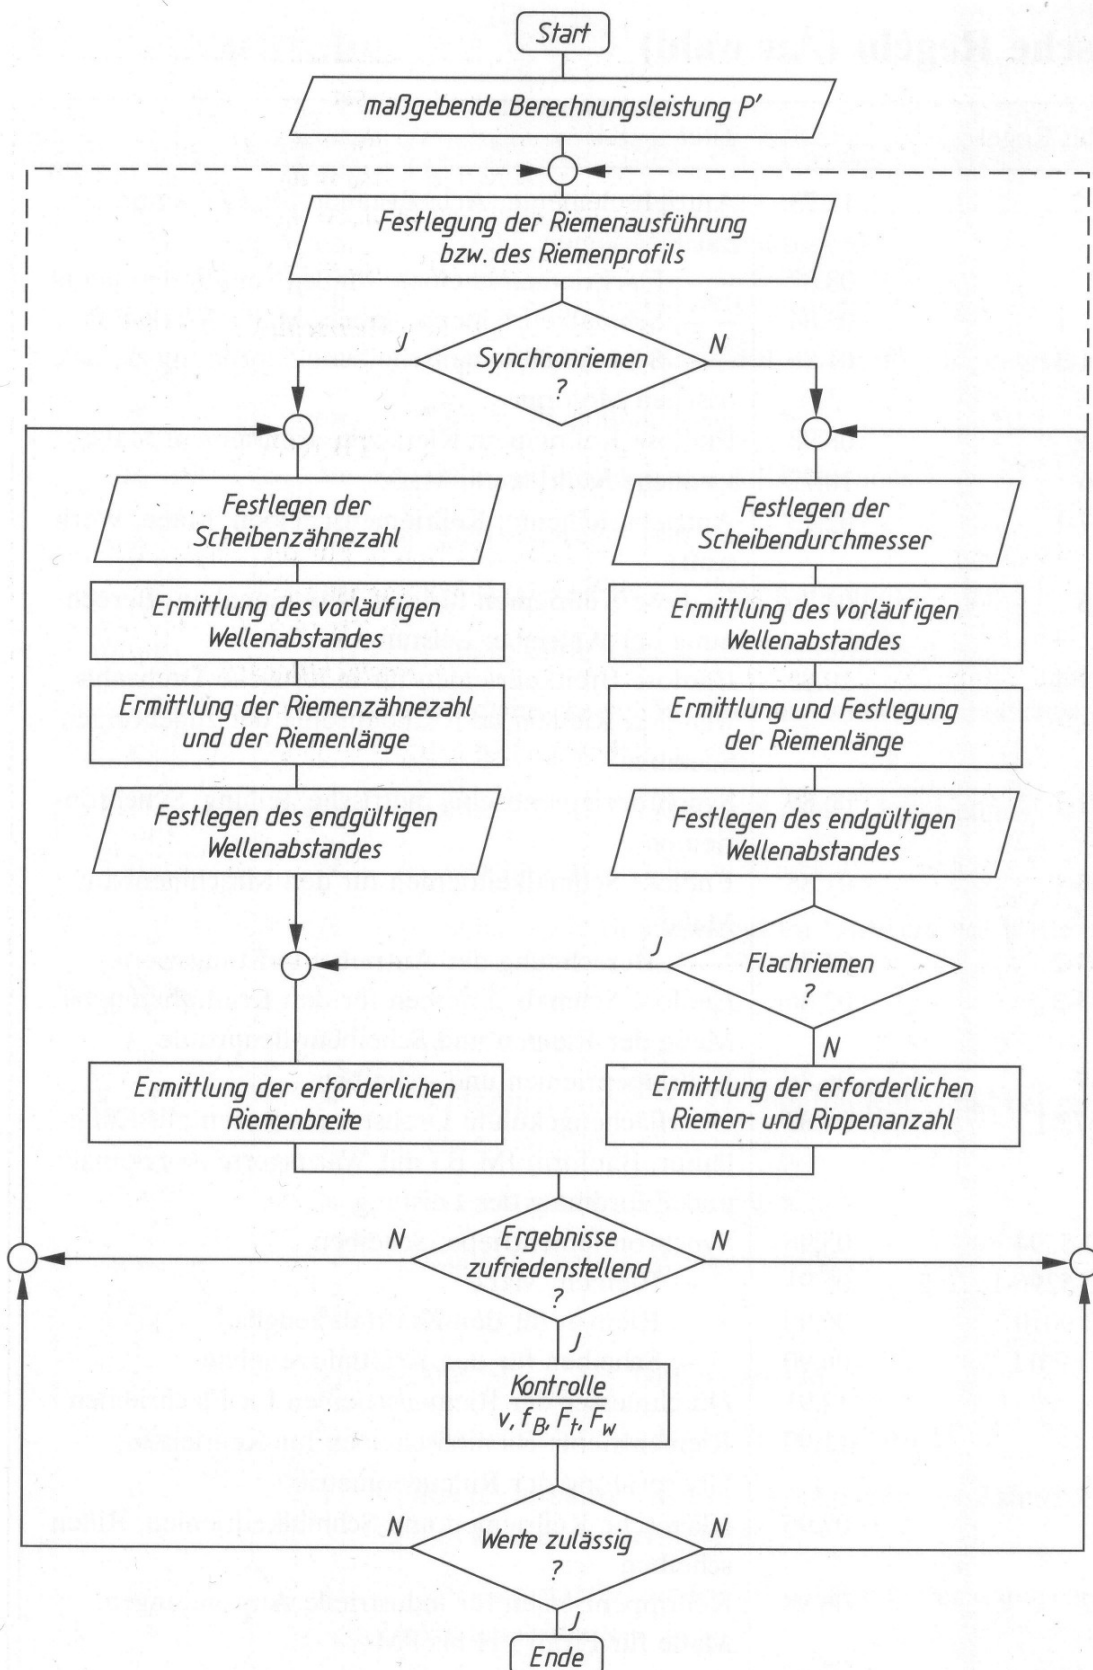 Start
maßgebende Berechnungsleistung P'
Festlegung der Riemenausführung
bzw. des Riemenprofils
J
Synchronriemen
?
N
Festlegen der
Scheibenzähnezahl
Festlegen der
Scheibendurchmesser
Ermittlung des vorläufigen
Wellenabstandes
Ermittlung des vorläufigen
Wellenabstandes
Ermittlung der Riemenzähnezahl
und der Riemenlänge
Ermittlung und Festlegung
der Riemenlänge
Festlegen des endgültigen
Wellenabstandes
Festlegen des endgültigen
Wellenabstandes
J
Flachriemen
?
N
Ermittlung der erforderlichen
Riemenbreite
Ermittlung der erforderlichen
Riemen- und Rippenanzahl
N
Ergebnisse
zufriedenstellend
?
N
J
Kontrolle
v, f_B, F_t, F_w
N
Werte zulässig
?
N
J
Ende